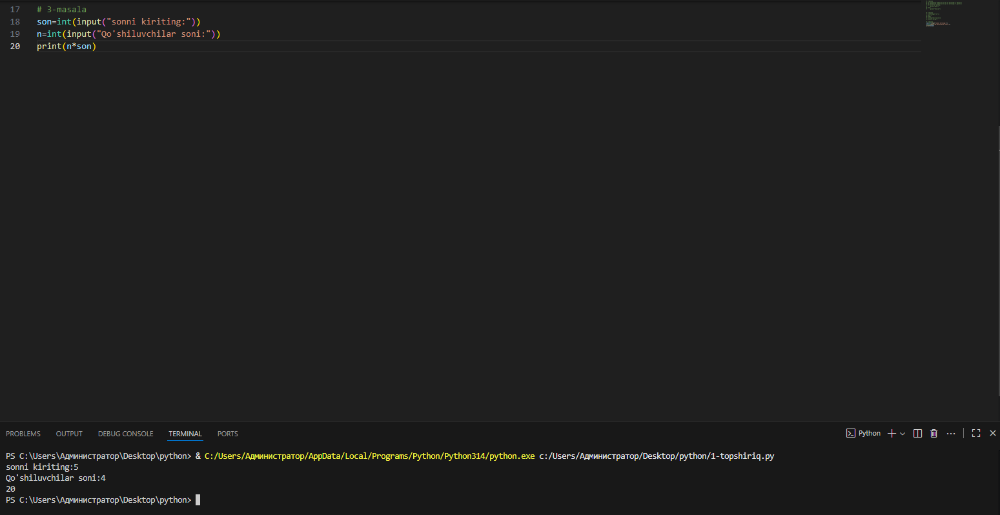 17 # 3-masala
18 son=int(input("sonni kiriting:"))
19 n=int(input("Qo'shiluvchilar soni:"))
20 print(n*son)
PROBLEMS OUTPUT DEBUG CONSOLE TERMINAL PORTS Python
PS C:\Users\Администратор\Desktop\python> & C:/Users/Администратор/AppData/Local/Programs/Python/Python314/python.exe c:/Users/Администратор/Desktop/python/1-topshiriq.py
sonni kiriting:5
Qo'shiluvchilar soni:4
20
PS C:\Users\Администратор\Desktop\python>